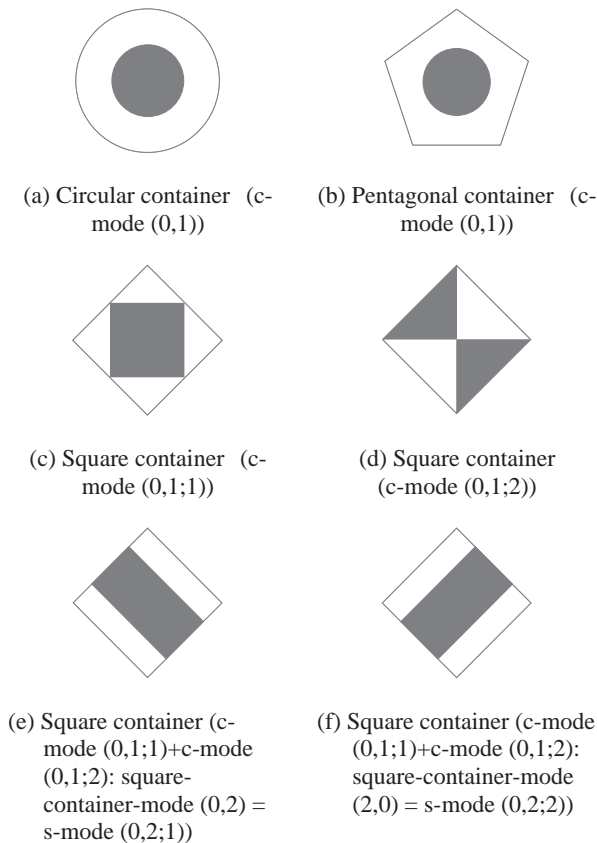 (a) Circular container (c-
mode (0,1))
(b) Pentagonal container (c-
mode (0,1))
(c) Square container (c-
mode (0,1;1))
(d) Square container
(c-mode (0,1;2))
(e) Square container (c-
mode (0,1;1)+c-mode
(0,1;2): square-
container-mode (0,2) =
s-mode (0,2;1))
(f) Square container (c-mode
(0,1;1)+c-mode (0,1;2):
square-container-mode
(2,0) = s-mode (0,2;2))